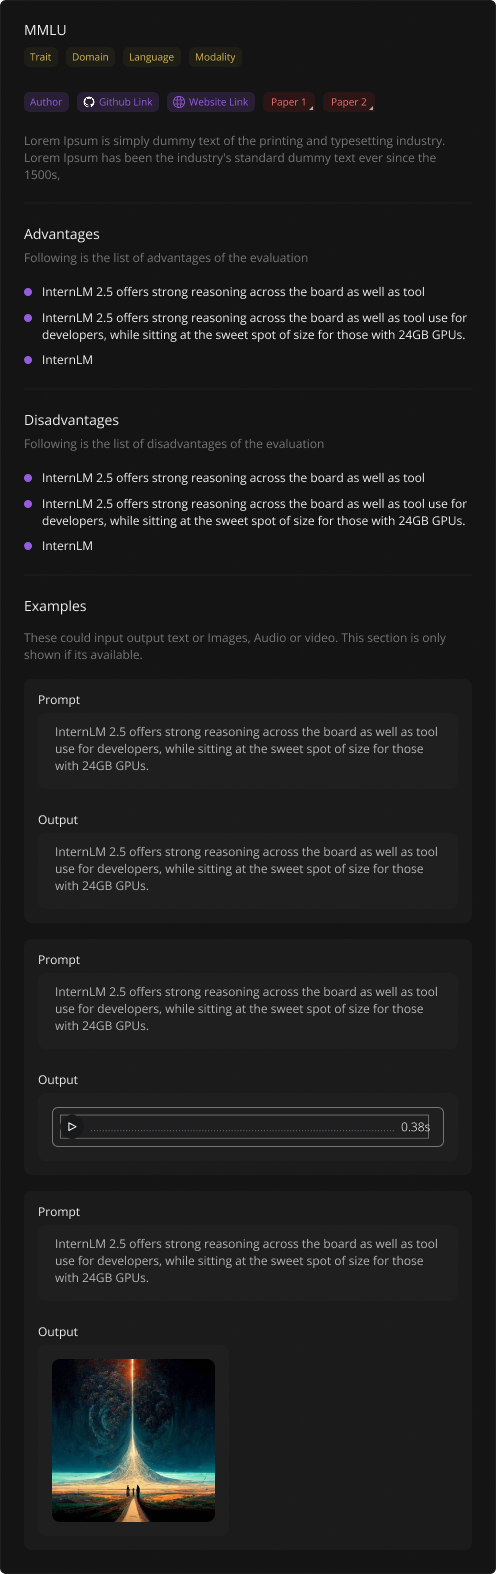 MMLU
Trait Domain Language Modality
Author Github Link Website Link Paper 1 Paper 2
Lorem Ipsum is simply dummy text of the printing and typesetting industry.
Lorem Ipsum has been the industry's standard dummy text ever since the
1500s,
Advantages
Following is the list of advantages of the evaluation
InternLM 2.5 offers strong reasoning across the board as well as tool
InternLM 2.5 offers strong reasoning across the board as well as tool use for
developers, while sitting at the sweet spot of size for those with 24GB GPUs.
InternLM
Disadvantages
Following is the list of disadvantages of the evaluation
InternLM 2.5 offers strong reasoning across the board as well as tool
InternLM 2.5 offers strong reasoning across the board as well as tool use for
developers, while sitting at the sweet spot of size for those with 24GB GPUs.
InternLM
Examples
These could input output text or Images, Audio or video. This section is only
shown if its available.
Prompt
InternLM 2.5 offers strong reasoning across the board as well as tool
use for developers, while sitting at the sweet spot of size for those
with 24GB GPUs.
Output
InternLM 2.5 offers strong reasoning across the board as well as tool
use for developers, while sitting at the sweet spot of size for those
with 24GB GPUs.
Prompt
InternLM 2.5 offers strong reasoning across the board as well as tool
use for developers, while sitting at the sweet spot of size for those
with 24GB GPUs.
Output
0.38s
Prompt
InternLM 2.5 offers strong reasoning across the board as well as tool
use for developers, while sitting at the sweet spot of size for those
with 24GB GPUs.
Output